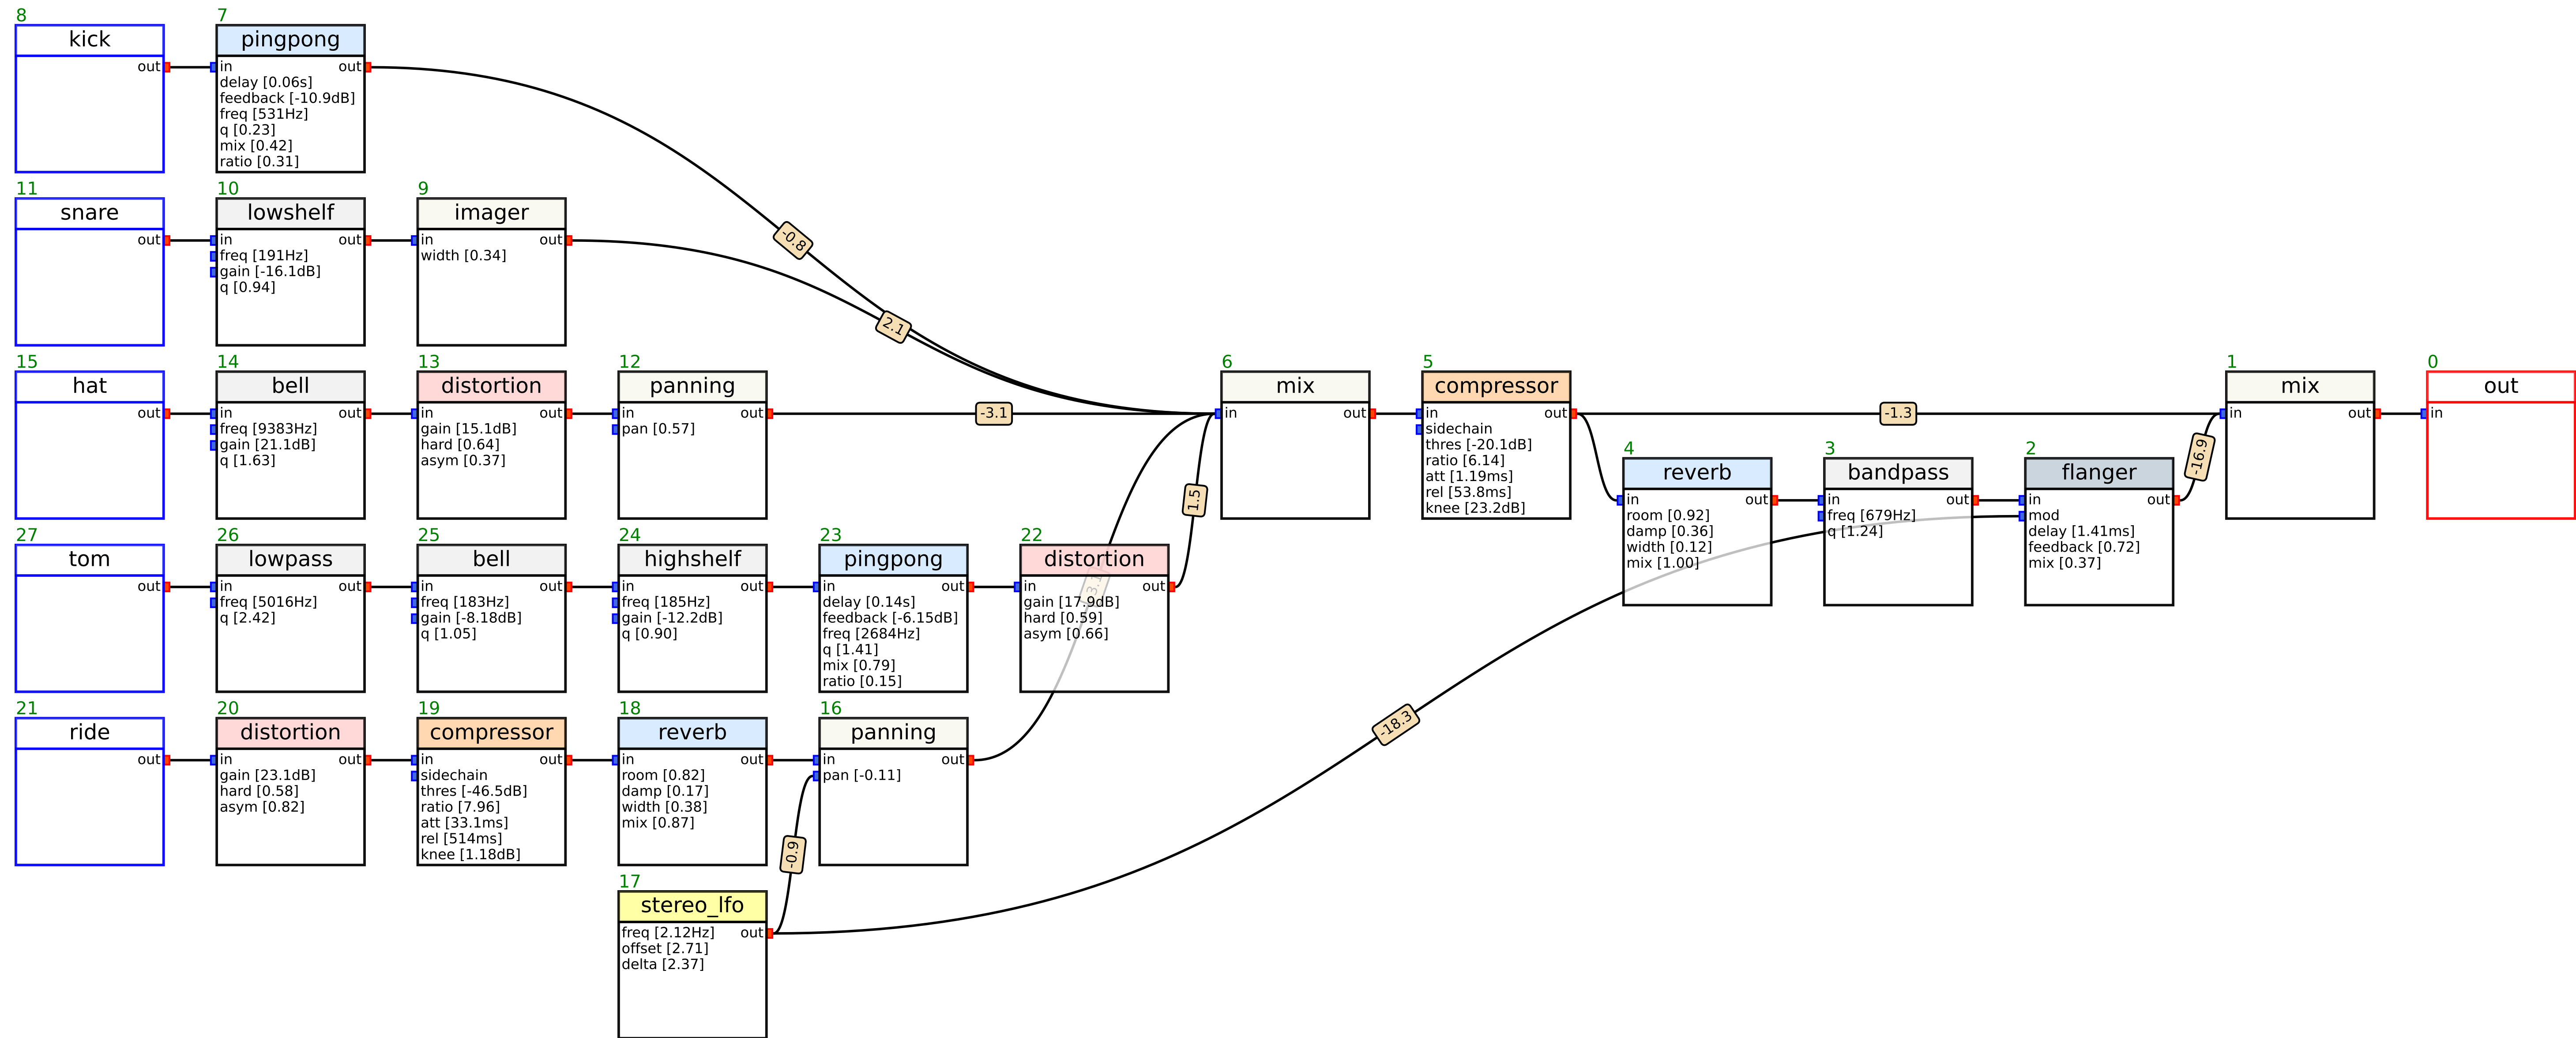 8
kick
out
7
pingpong
in out
delay [0.06s]
feedback [-10.9dB]
freq [531Hz]
q [0.23]
mix [0.42]
ratio [0.31]
-0.8
11
snare
out
10
lowshelf
in out
freq [191Hz]
gain [-16.1dB]
q [0.94]
9
imager
in out
width [0.34]
2.1
15
hat
out
14
bell
in out
freq [9383Hz]
gain [21.1dB]
q [1.63]
13
distortion
in out
gain [15.1dB]
hard [0.64]
asym [0.37]
12
panning
in out
pan [0.57]
-3.1
6
mix
in out
5
compressor
in out
sidechain
thres [-20.1dB]
ratio [6.14]
att [1.19ms]
rel [53.8ms]
knee [23.2dB]
-1.3
1
mix
in out
0
out
in
4
reverb
in out
room [0.92]
damp [0.36]
width [0.12]
mix [1.00]
3
bandpass
in out
freq [679Hz]
q [1.24]
2
flanger
in out
mod
delay [1.41ms]
feedback [0.72]
mix [0.37]
-16.9
27
tom
out
26
lowpass
in out
freq [5016Hz]
q [2.42]
25
bell
in out
freq [183Hz]
gain [-8.18dB]
q [1.05]
24
highshelf
in out
freq [185Hz]
gain [-12.2dB]
q [0.90]
23
pingpong
in out
delay [0.14s]
feedback [-6.15dB]
freq [2684Hz]
q [1.41]
mix [0.79]
ratio [0.15]
22
distortion
in out
gain [17.9dB]
hard [0.59]
asym [0.66]
1.5
21
ride
out
20
distortion
in out
gain [23.1dB]
hard [0.58]
asym [0.82]
19
compressor
in out
sidechain
thres [-46.5dB]
ratio [7.96]
att [33.1ms]
rel [514ms]
knee [1.18dB]
18
reverb
in out
room [0.82]
damp [0.17]
width [0.38]
mix [0.87]
16
panning
in out
pan [-0.11]
-0.9
-18.3
17
stereo_lfo
freq [2.12Hz] out
offset [2.71]
delta [2.37]